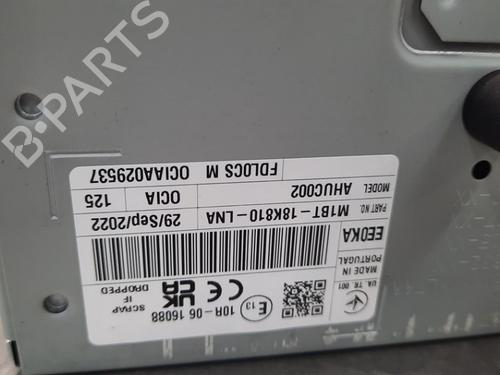 B-PARTS
FDLOCS M OCIAA029537
MODEL AHUC002 OCIA 125
PART NO. M1BT-18K810-LNA 29/Sep/2022
EEOKA
MADE IN
PORTUGAL
UA. TR. 001
E13
10R-06 16088
CE
UK
CA
SCRAP
IF
DROPPED